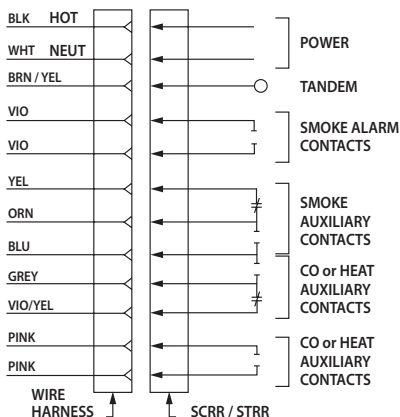 BLK HOT
WHT NEUT
BRN / YEL
VIO
VIO
YEL
ORN
BLU
GREY
VIO/YEL
PINK
PINK
WIRE
HARNESS
SCRR / STRR
POWER
TANDEM
SMOKE ALARM
CONTACTS
SMOKE
AUXILIARY
CONTACTS
CO or HEAT
AUXILIARY
CONTACTS
CO or HEAT
AUXILIARY
CONTACTS